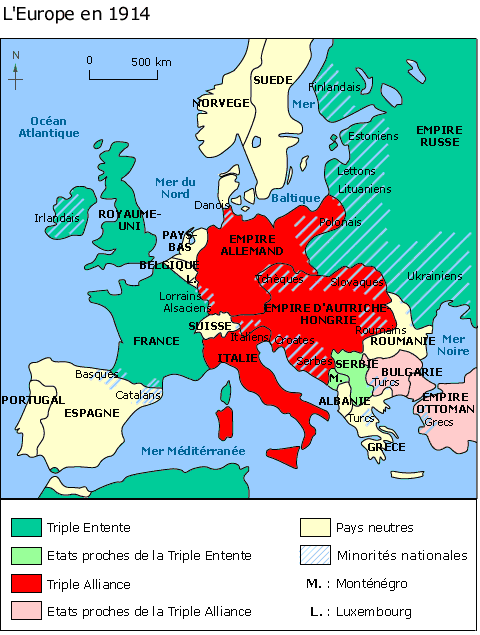 L'Europe en 1914
N
0 500 km
Océan
Atlantique
NORVEGE
SUEDE
Mer
Finlandais
EMPIRE
RUSSE
Estoniens
Lettons
Lituaniens
Mer du
Nord
Danois
Baltique
Polonais
Irlandais
ROYAUME-
UNI
PAYS-
BAS
BELGIQUE
L.
EMPIRE
ALLEMAND
Tchèques
Slovaques
Ukrainiens
Lorrains
Alsaciens
EMPIRE D'AUTRICHE-
HONGRIE
Roumans
ROUMANIE
Mer
Noire
SUISSE
Italiens
Croates
FRANCE
ITALIE
Serbes
SERBIE
M.
BULGARIE
Turcs
Basques
Catalans
PORTUGAL
ESPAGNE
ALBANIE
Turcs
EMPIRE
OTTOMAN
Grecs
GRECE
Mer Méditérranée
Triple Entente
Etats proches de la Triple Entente
Triple Alliance
Etats proches de la Triple Alliance
Pays neutres
Minorités nationales
M. : Monténégro
L. : Luxembourg